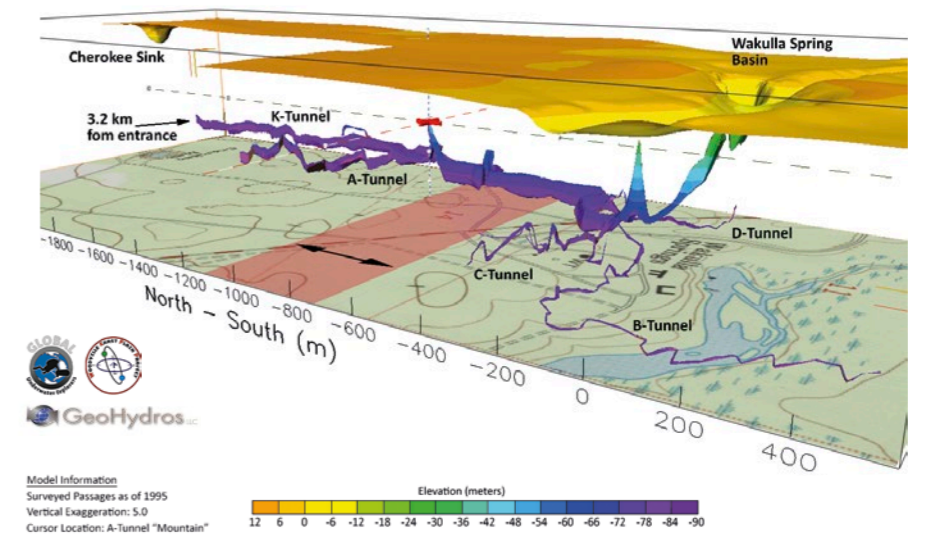 Cherokee Sink
Wakulla Spring
Basin
3.2 km
fom entrance
K-Tunnel
A-Tunnel
D-Tunnel
C-Tunnel
B-Tunnel
-1800
-1600
-1400
-1200
-1000
-800
-600
-400
-200
0
200
400
North - South (m)
GLOBAL
Underwater Explorers
GeoHydros LLC
Elevation (meters)
12 6 0 -6 -12 -18 -24 -30 -36 -42 -48 -54 -60 -66 -72 -78 -84 -90
Model Information
Surveyed Passages as of 1995
Vertical Exaggeration: 5.0
Cursor Location: A-Tunnel "Mountain"